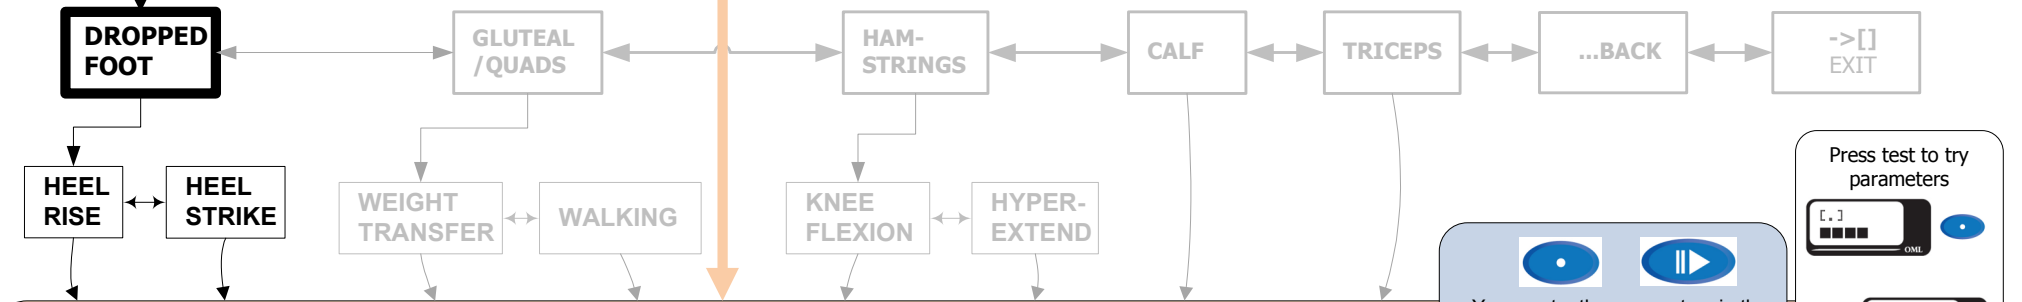 DROPPED
FOOT
GLUTEAL
/QUADS
HAM-
STRINGS
CALF
TRICEPS
...BACK
->[]
EXIT
HEEL
RISE
HEEL
STRIKE
WEIGHT
TRANSFER
WALKING
KNEE
FLEXION
HYPER-
EXTEND
Press test to try
parameters
[.]
OML